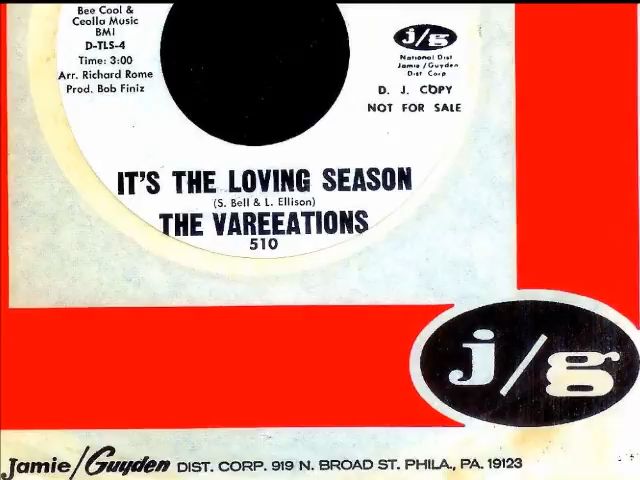 Bee Cool &
Ceolla Music
BMI
D-TLS-4
Time: 3:00
Arr. Richard Rome
Prod. Bob Finiz
j/g
National Dist
Jamie/Guyden
Dist Corp
D. J. COPY
NOT FOR SALE
IT'S THE LOVING SEASON
(S. Bell & L. Ellison)
THE VAREEATIONS
510
j/g
Jamie/Guyden DIST. CORP. 919 N. BROAD ST. PHILA., PA. 19123